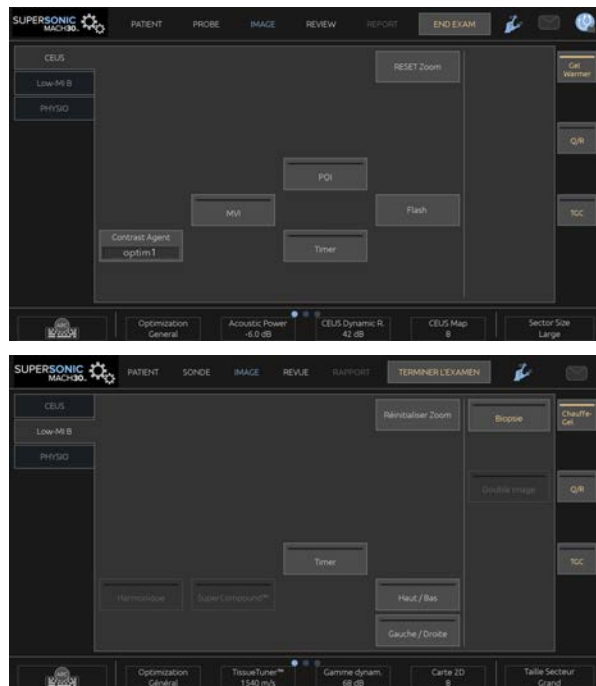 SUPERSONIC MACH30. PATIENT PROBE IMAGE REVIEW REPORT END EXAM
CEUS RESET Zoom Gel
Warmer
Low-MI B
PHYSIO
Q/R
POI
MVI Flash TGC
Contrast Agent
optim1
Timer
Optimization Acoustic Power CEUS Dynamic R. CEUS Map Sector Size
General -6.0 dB 42 dB 8 Large
SUPERSONIC MACH30. PATIENT SONDE IMAGE REVUE RAPPORT TERMINER L'EXAMEN
CEUS Réinitialiser Zoom Biopsie Chauffe-
Gel
Low-MI B
PHYSIO
Double image Q/R
Timer TGC
Harmonique SuperCompound™ Haut / Bas
Gauche / Droite
Optimization TissueTuner™ Gamme dynam. Carte 2D Taille Secteur
Général 1540 m/s 68 dB 8 Grand